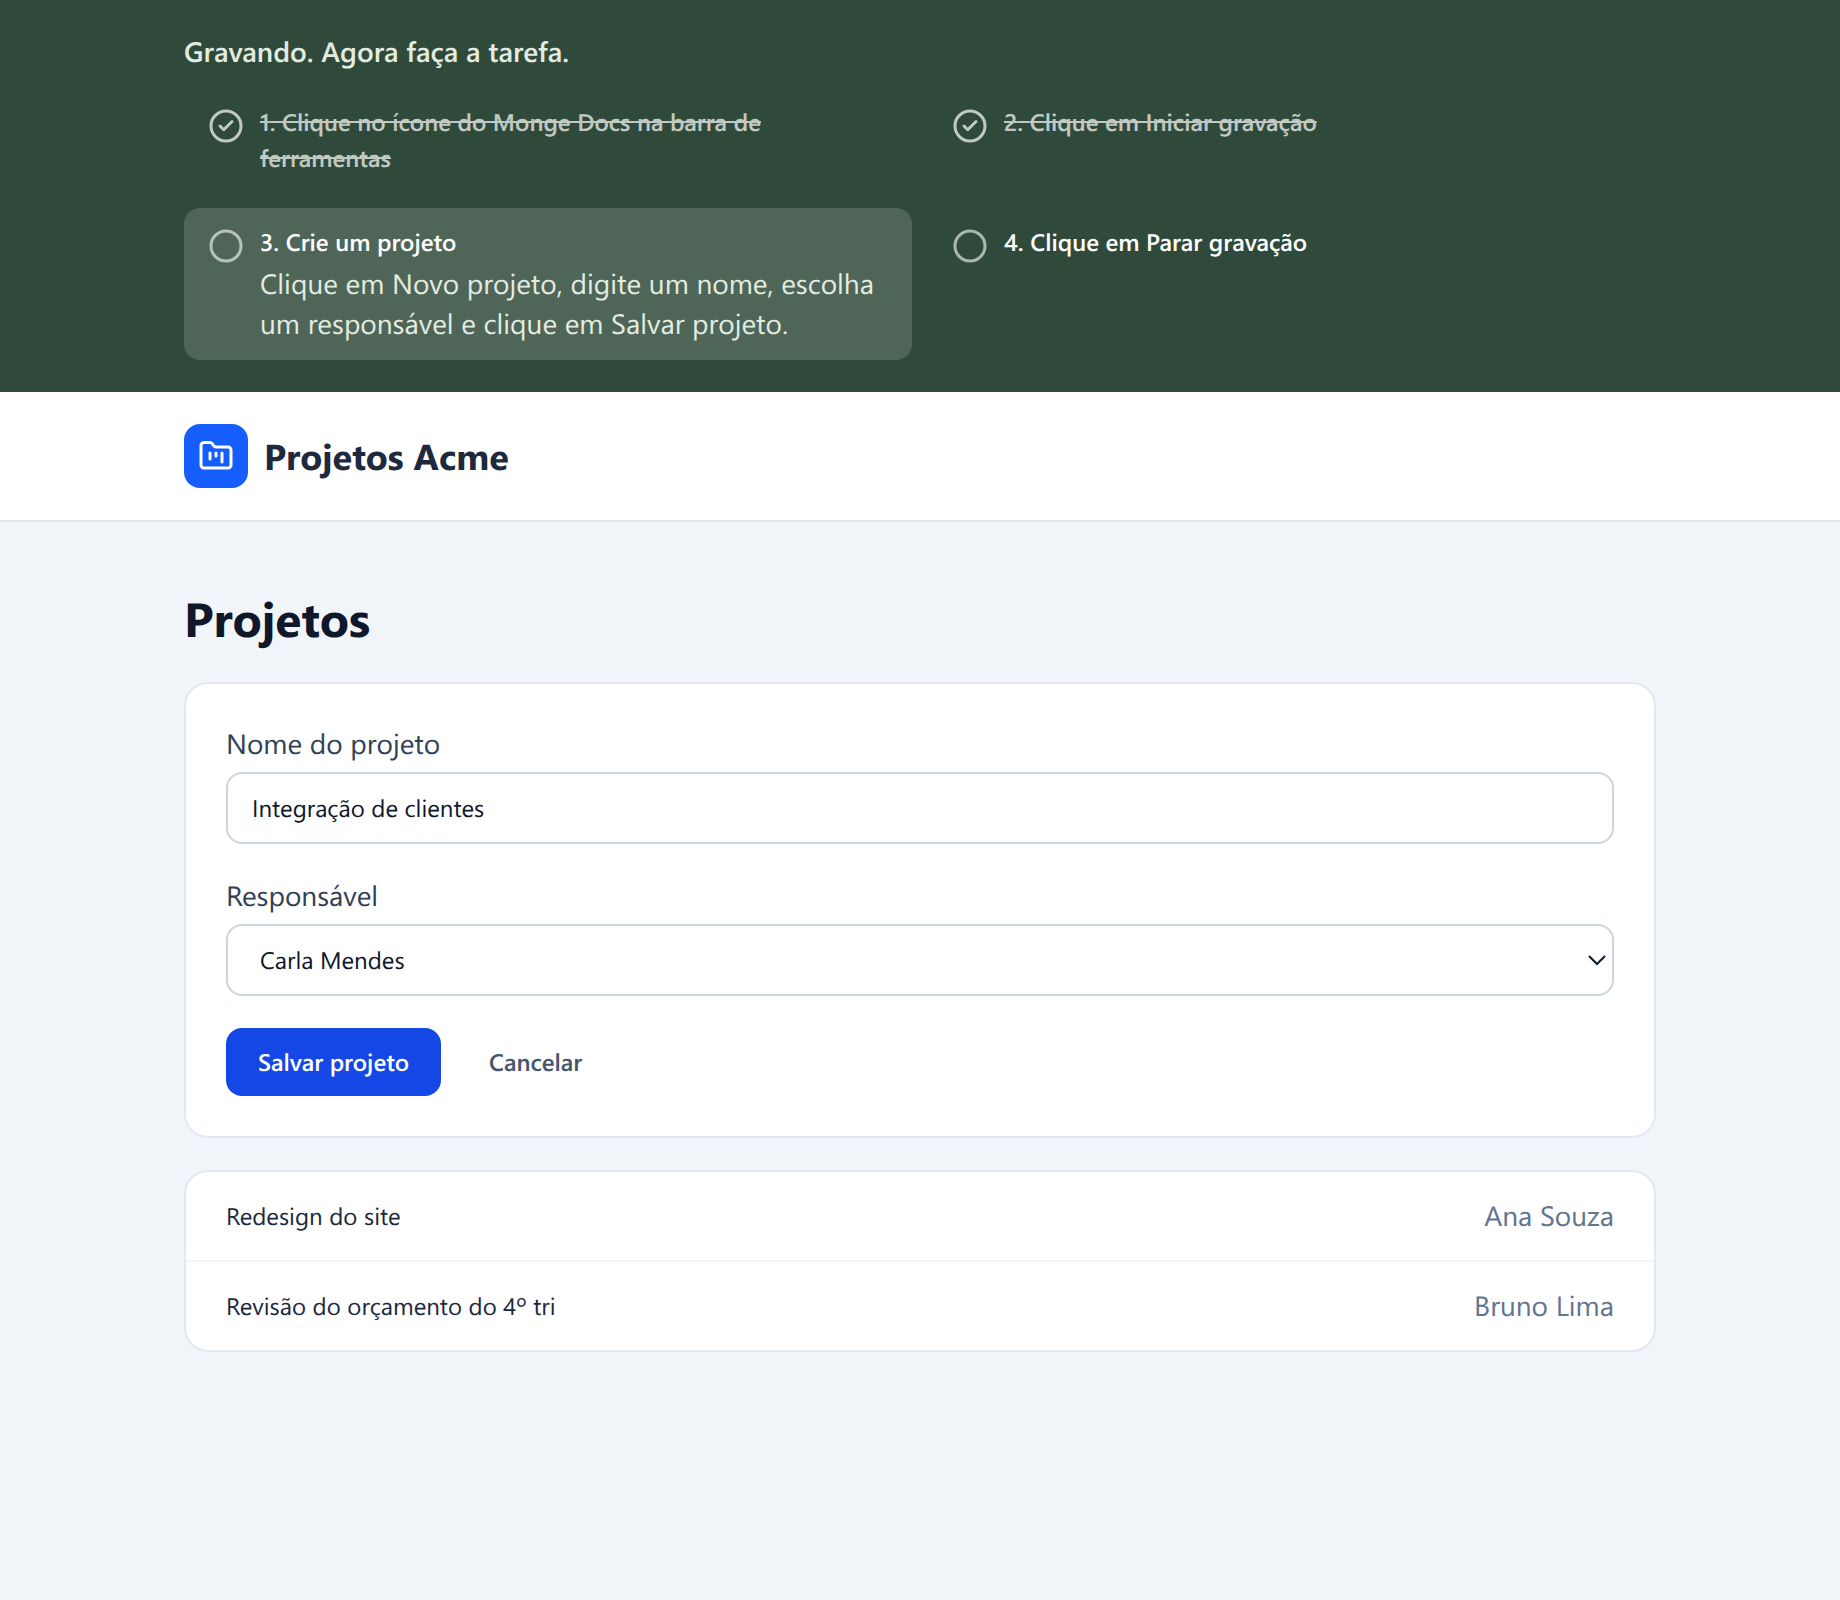 Gravando. Agora faça a tarefa.
1. Clique no ícone do Monge Docs na barra de
ferramentas
2. Clique em Iniciar gravação
3. Crie um projeto
Clique em Novo projeto, digite um nome, escolha
um responsável e clique em Salvar projeto.
4. Clique em Parar gravação
Projetos Acme
Projetos
Nome do projeto
Integração de clientes
Responsável
Carla Mendes
Salvar projeto
Cancelar
Redesign do site
Ana Souza
Revisão do orçamento do 4º tri
Bruno Lima